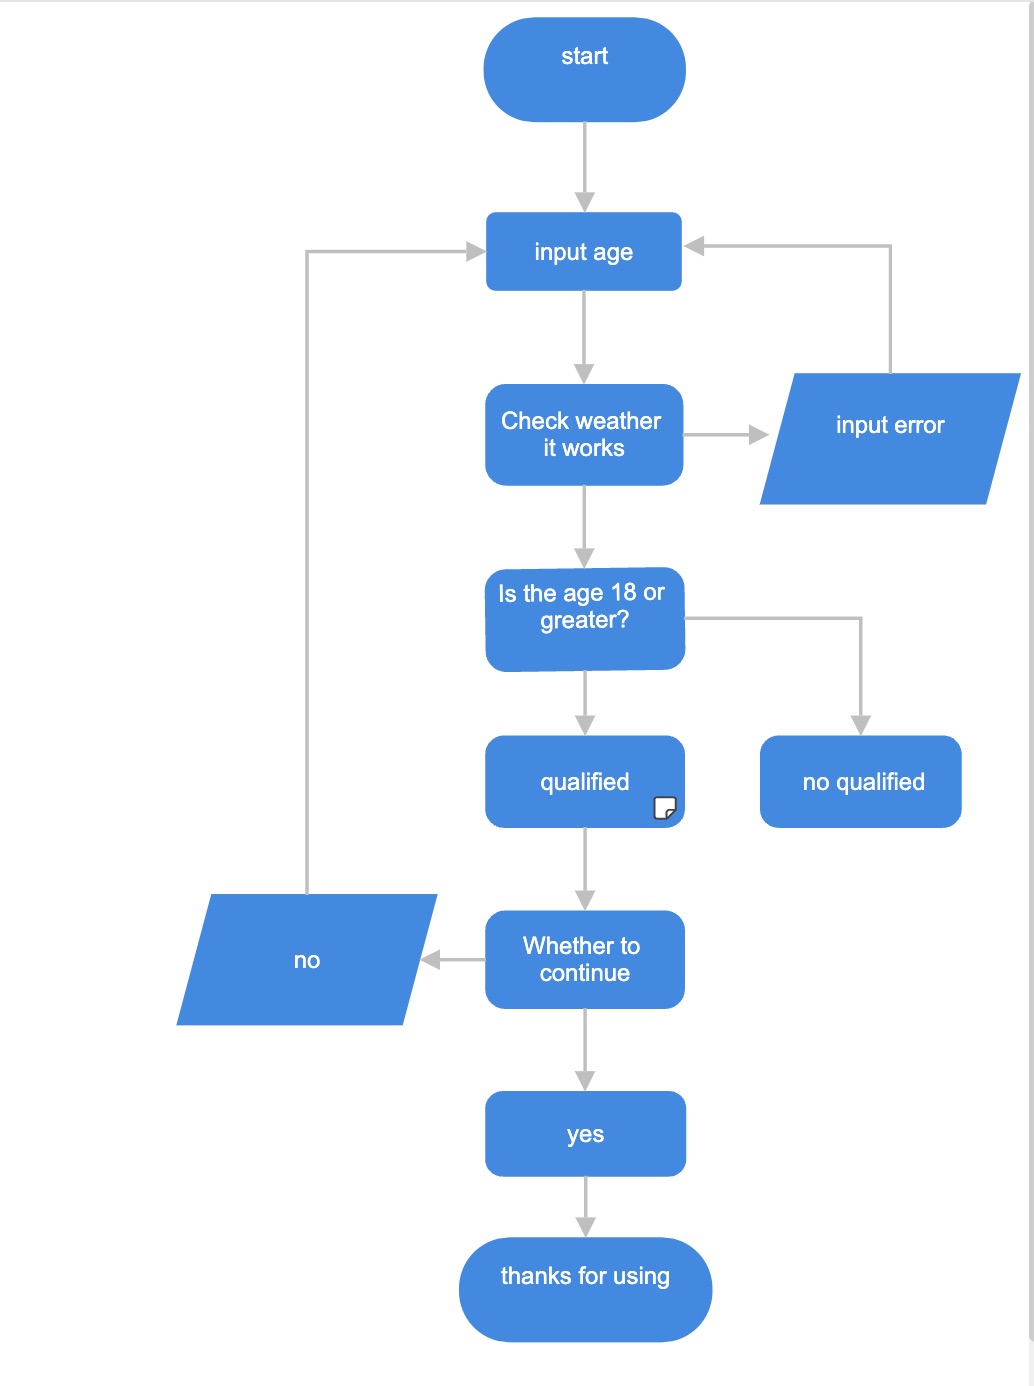 start
input age
Check weather
it works
input error
Is the age 18 or
greater?
qualified
no qualified
Whether to
continue
no
yes
thanks for using